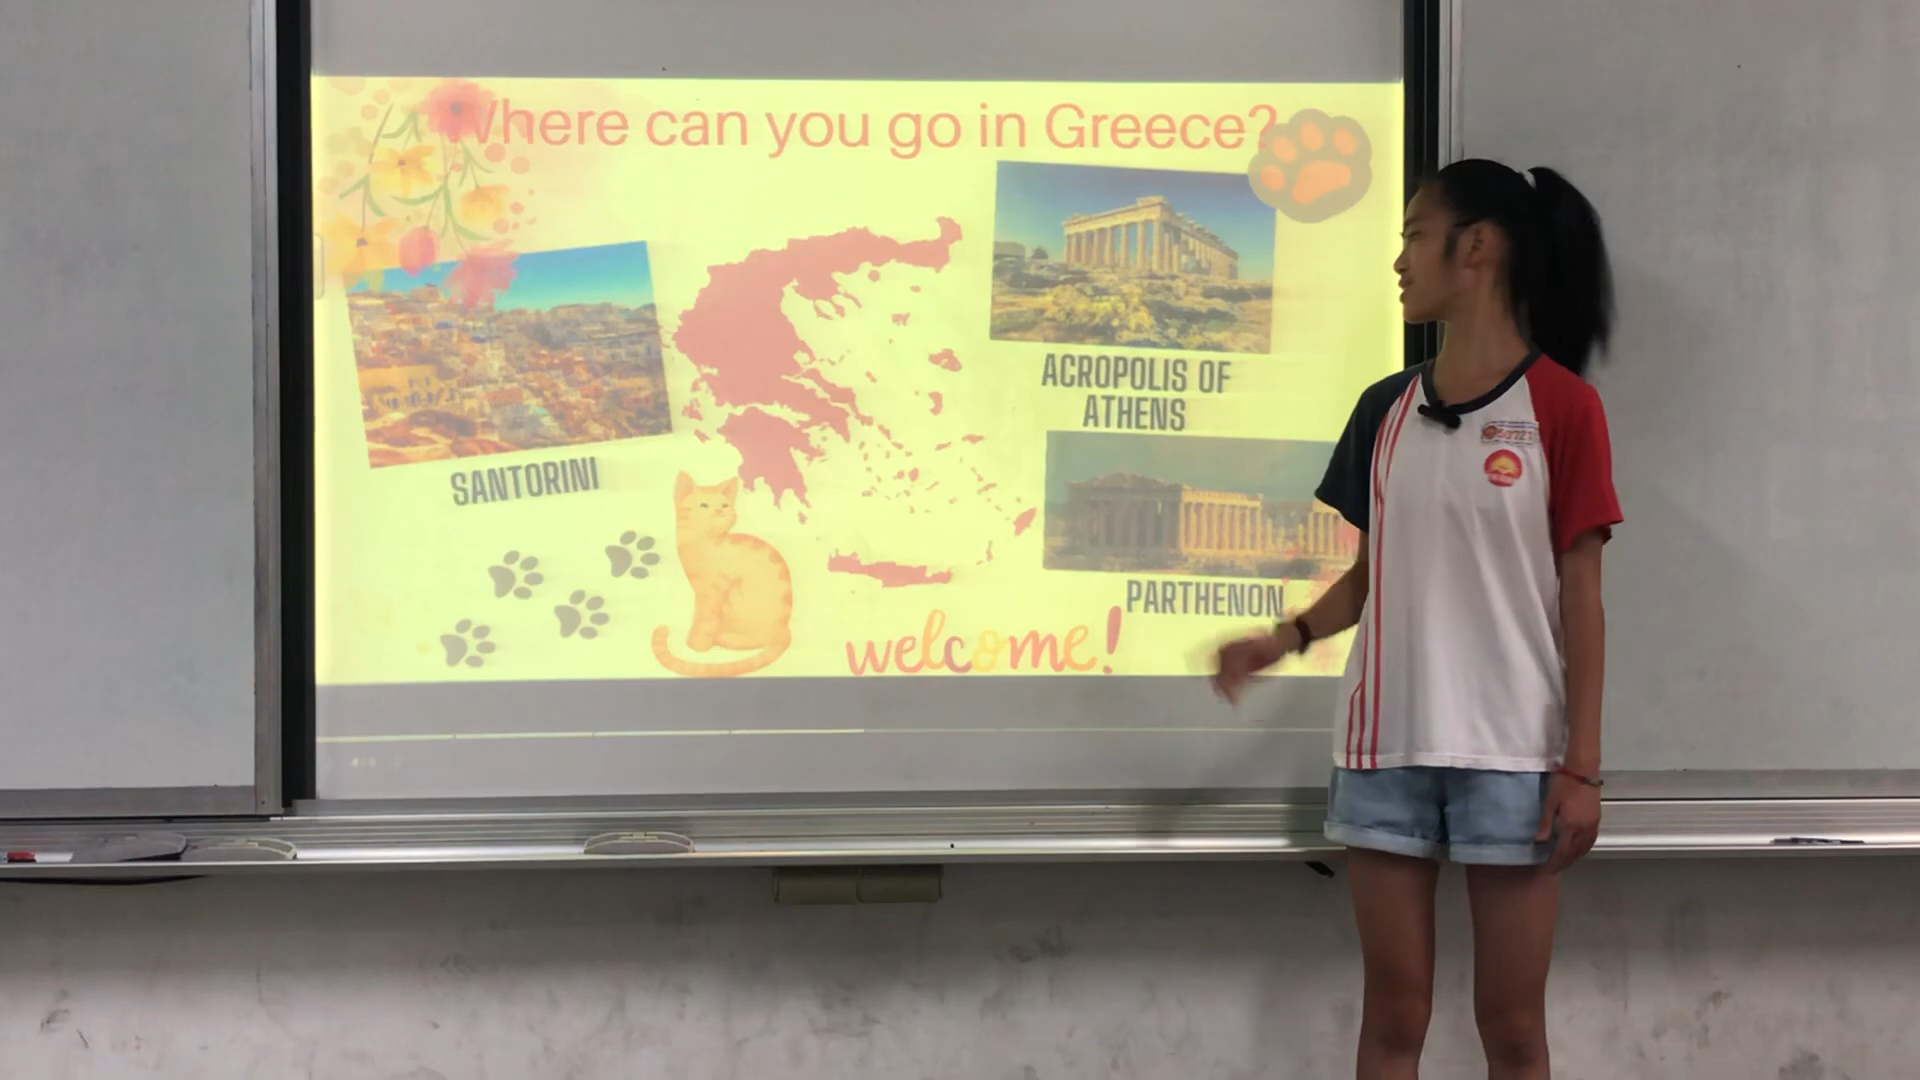 Where can you go in Greece?
SANTORINI
ACROPOLIS OF
ATHENS
PARTHENON
welcome!